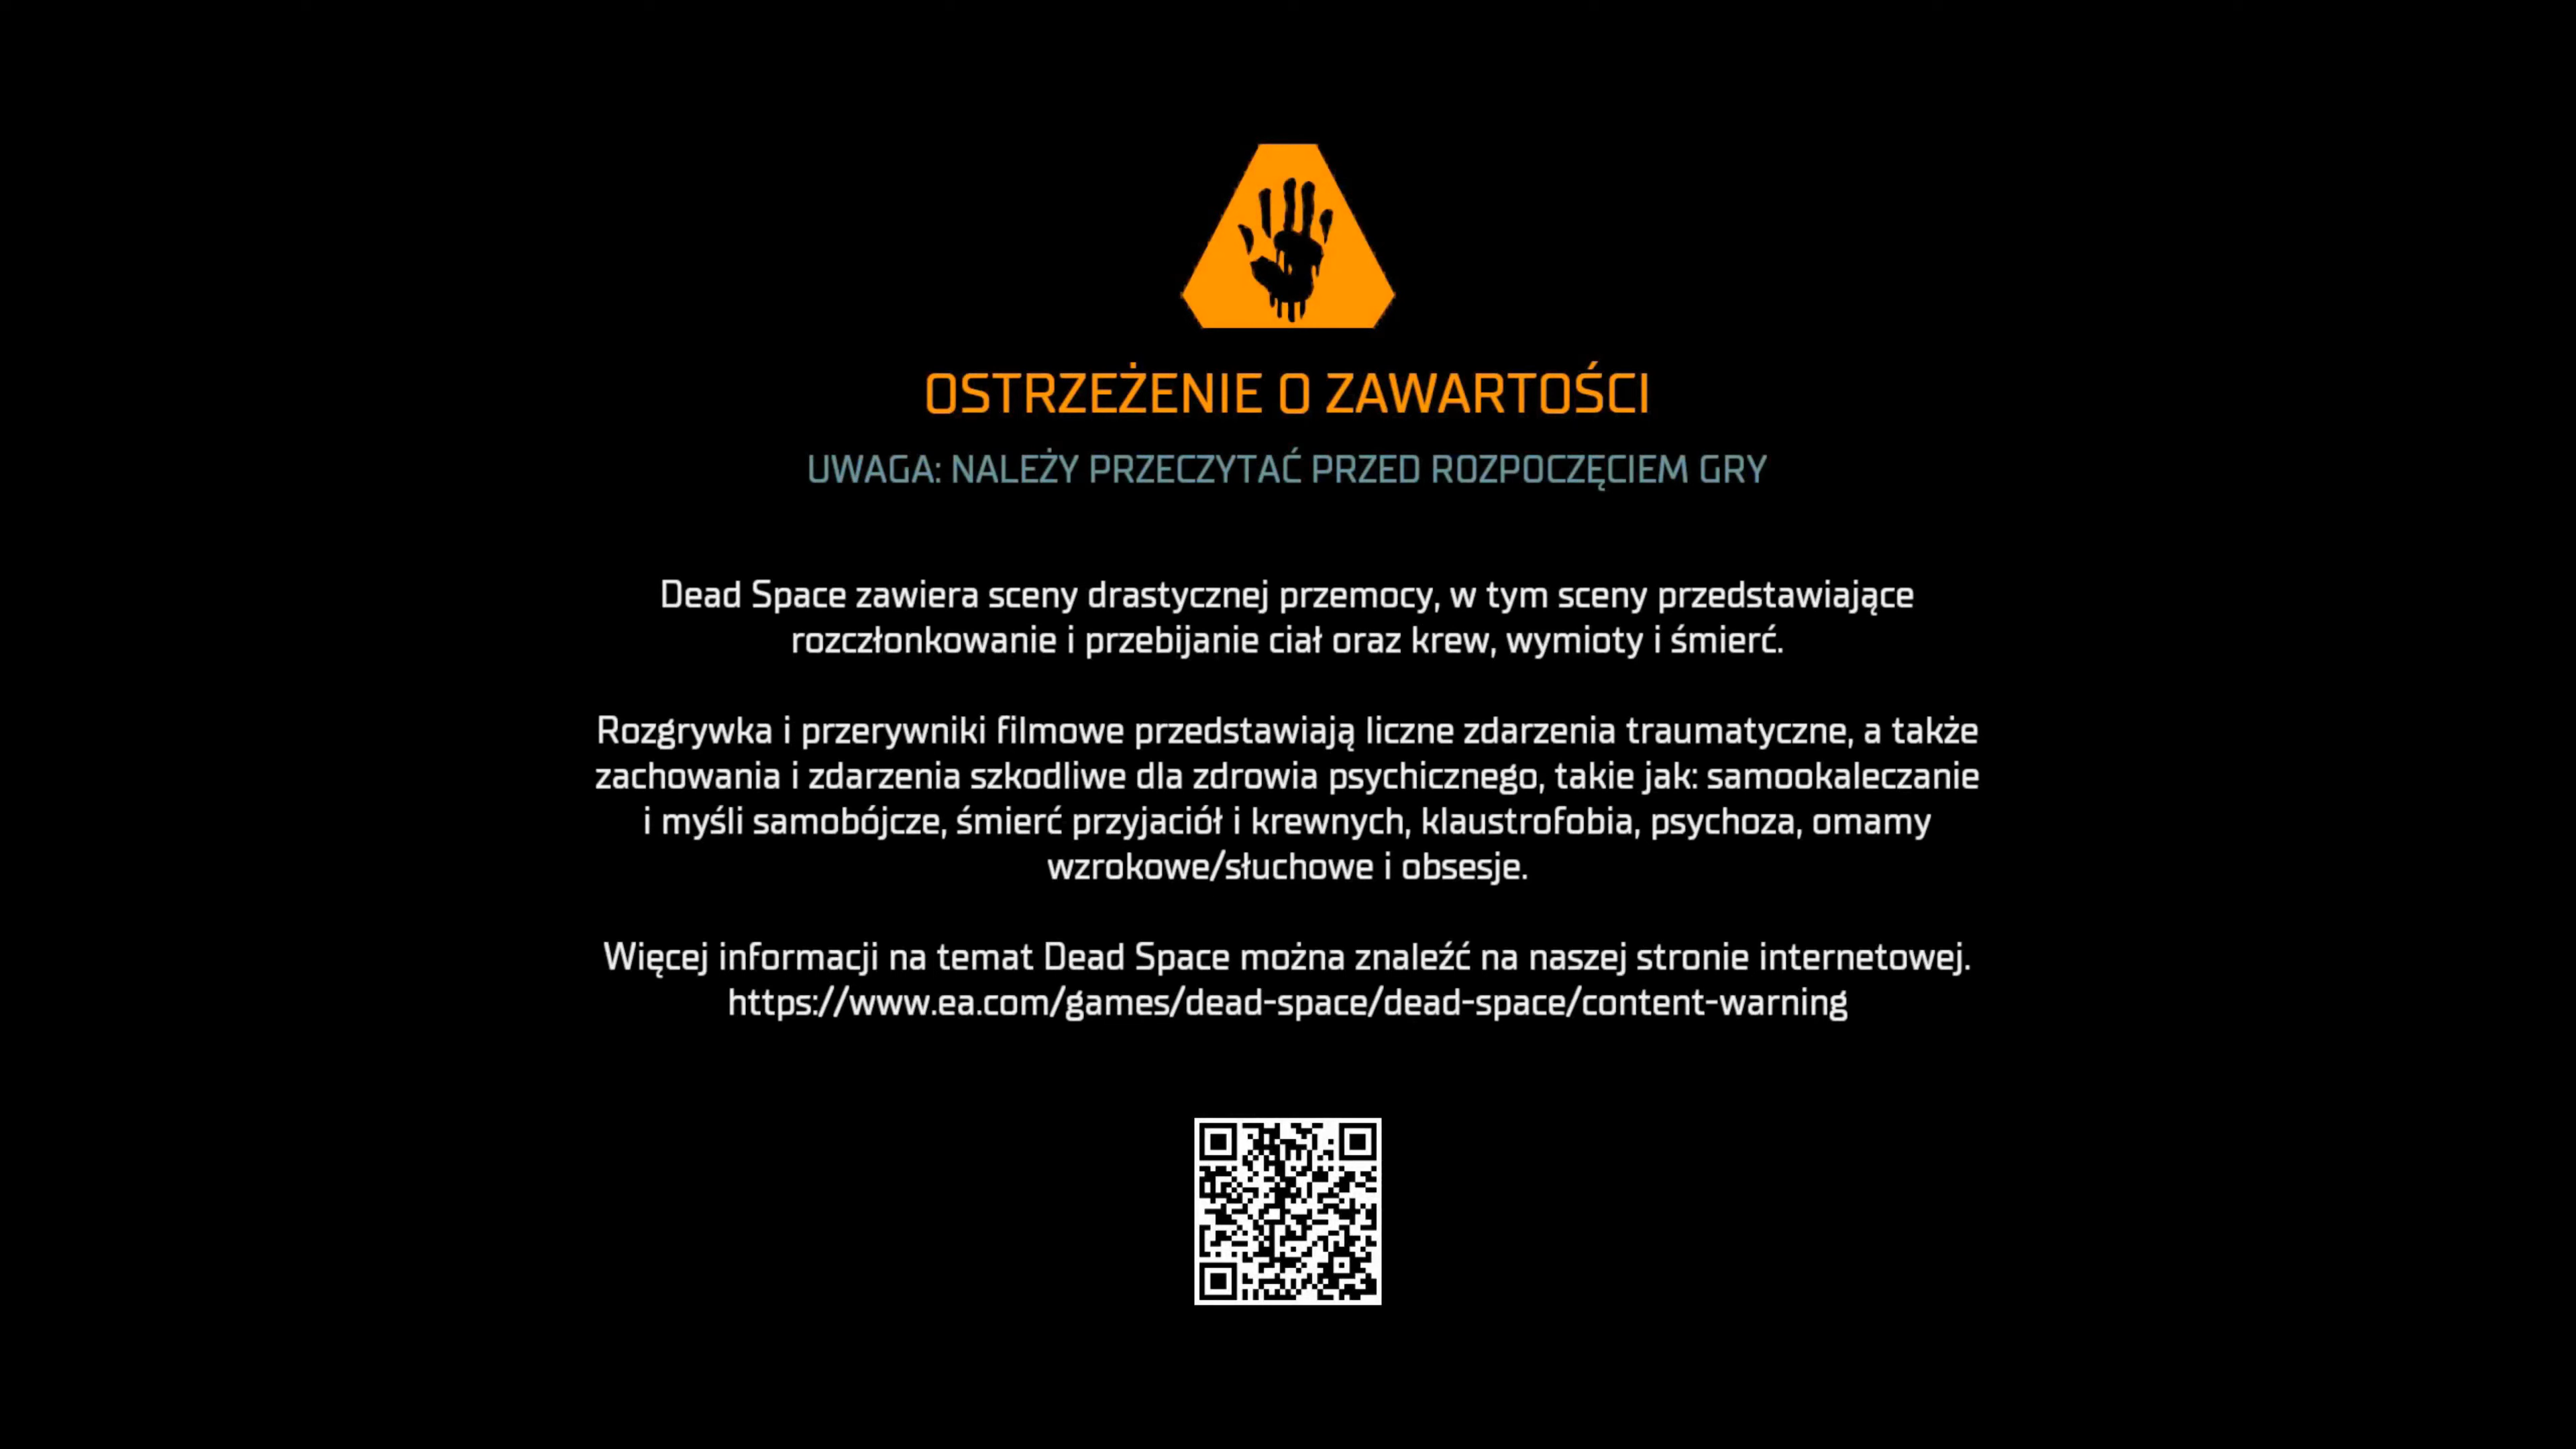 OSTRZEŻENIE O ZAWARTOŚCI
UWAGA: NALEŻY PRZECZYTAĆ PRZED ROZPOCZĘCIEM GRY
Dead Space zawiera sceny drastycznej przemocy, w tym sceny przedstawiające
rozczłonkowanie i przebijanie ciał oraz krew, wymioty i śmierć.
Rozgrywka i przerywniki filmowe przedstawiają liczne zdarzenia traumatyczne, a także
zachowania i zdarzenia szkodliwe dla zdrowia psychicznego, takie jak: samookaleczanie
i myśli samobójcze, śmierć przyjaciół i krewnych, klaustrofobia, psychoza, omamy
wzrokowe/słuchowe i obsesje.
Więcej informacji na temat Dead Space można znaleźć na naszej stronie internetowej.
https://www.ea.com/games/dead-space/dead-space/content-warning